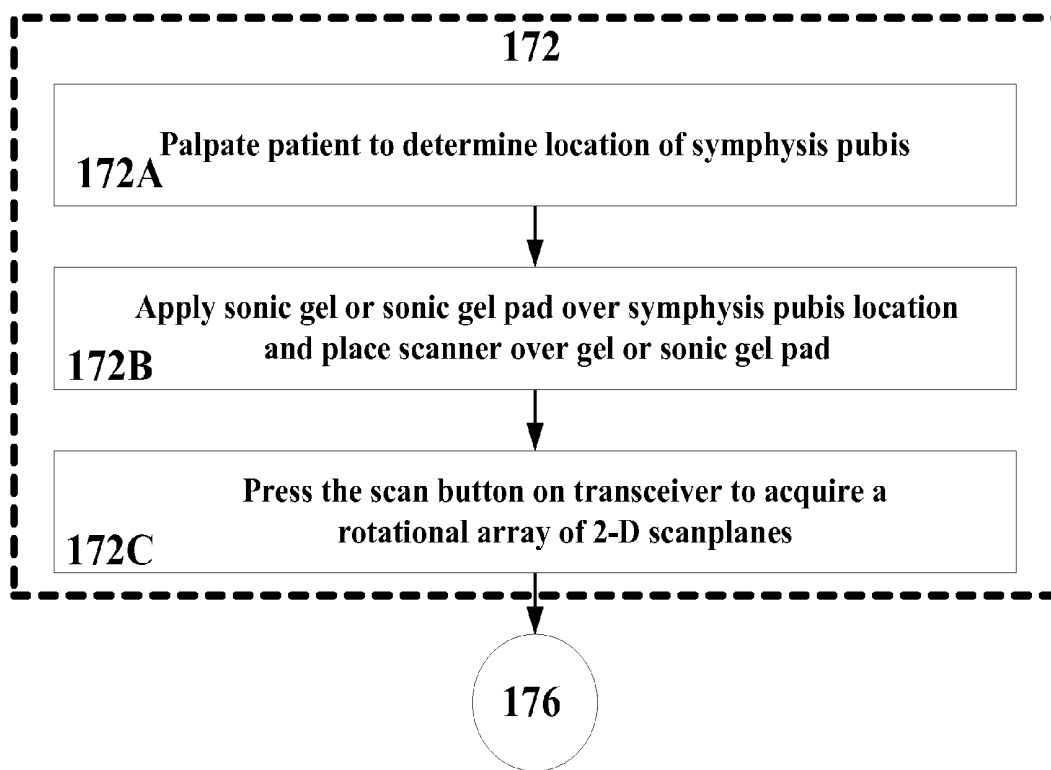 172
Palpate patient to determine location of symphysis pubis
172A
Apply sonic gel or sonic gel pad over symphysis pubis location
and place scanner over gel or sonic gel pad
172B
Press the scan button on transceiver to acquire a
rotational array of 2-D scanplanes
172C
176